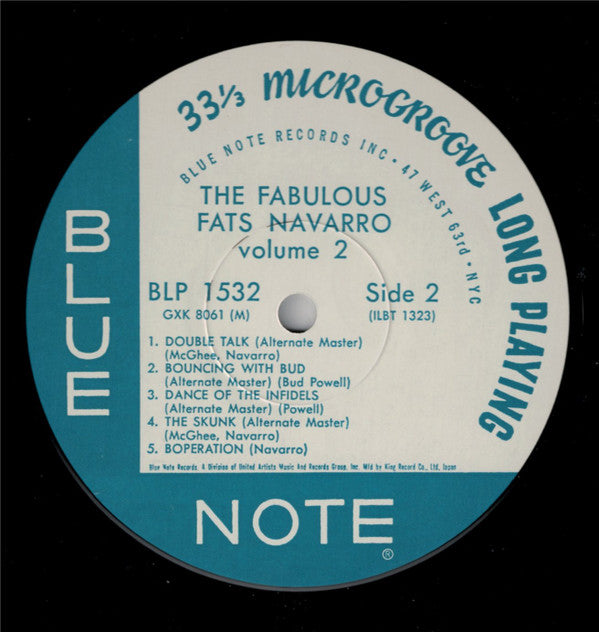 33⅓ MICROGROOVE LONG PLAYING
BLUE NOTE RECORDS INC • 47 WEST 63rd • NYC
THE FABULOUS
FATS NAVARRO
volume 2
BLP 1532
Side 2
GXK 8061 (M)
(ILBT 1323)
1. DOUBLE TALK (Alternate Master)
(McGhee, Navarro)
2. BOUNCING WITH BUD
(Alternate Master) (Bud Powell)
3. DANCE OF THE INFIDELS
(Alternate Master) (Powell)
4. THE SKUNK (Alternate Master)
(McGhee, Navarro)
5. BOPERATION (Navarro)
Blue Note Records, A Division of United Artists Music And Records Group, Inc. Mfd by King Record Co., Ltd, Japan
BLUE
NOTE®